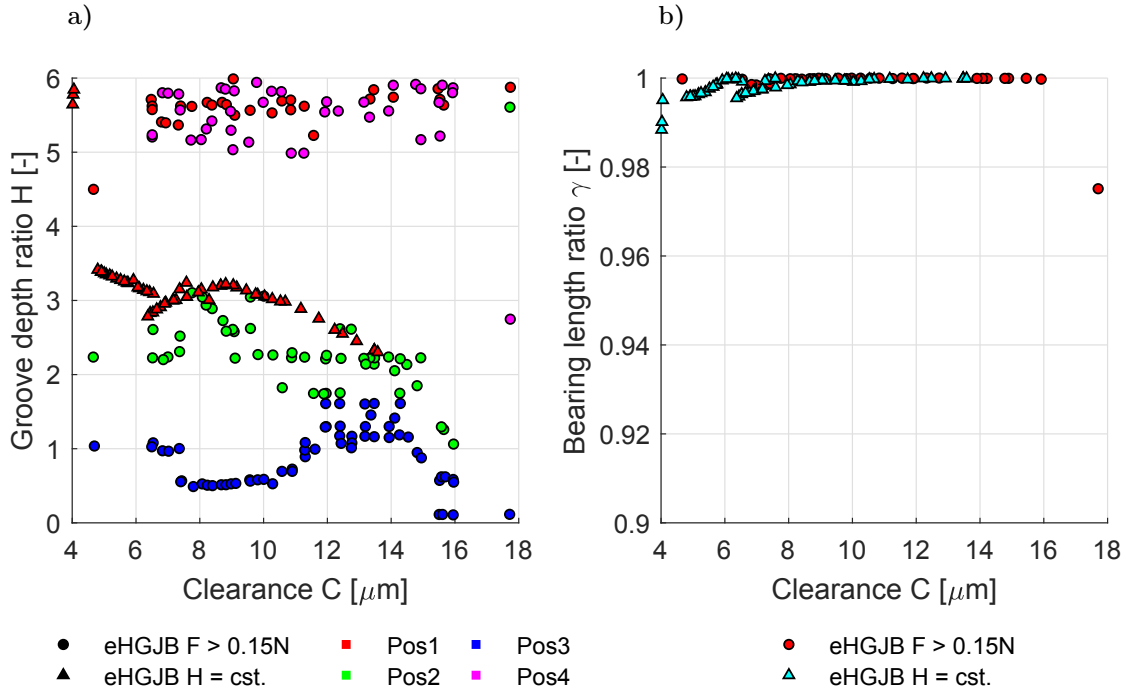 a)
b)
Groove depth ratio H [-]
6
5
4
3
2
1
0
4 6 8 10 12 14 16 18
Clearance C [μm]
Bearing length ratio γ [-]
1
0.98
0.96
0.94
0.92
0.9
4 6 8 10 12 14 16 18
Clearance C [μm]
eHGJB F > 0.15N
eHGJB H = cst.
Pos1
Pos2
Pos3
Pos4
eHGJB F > 0.15N
eHGJB H = cst.